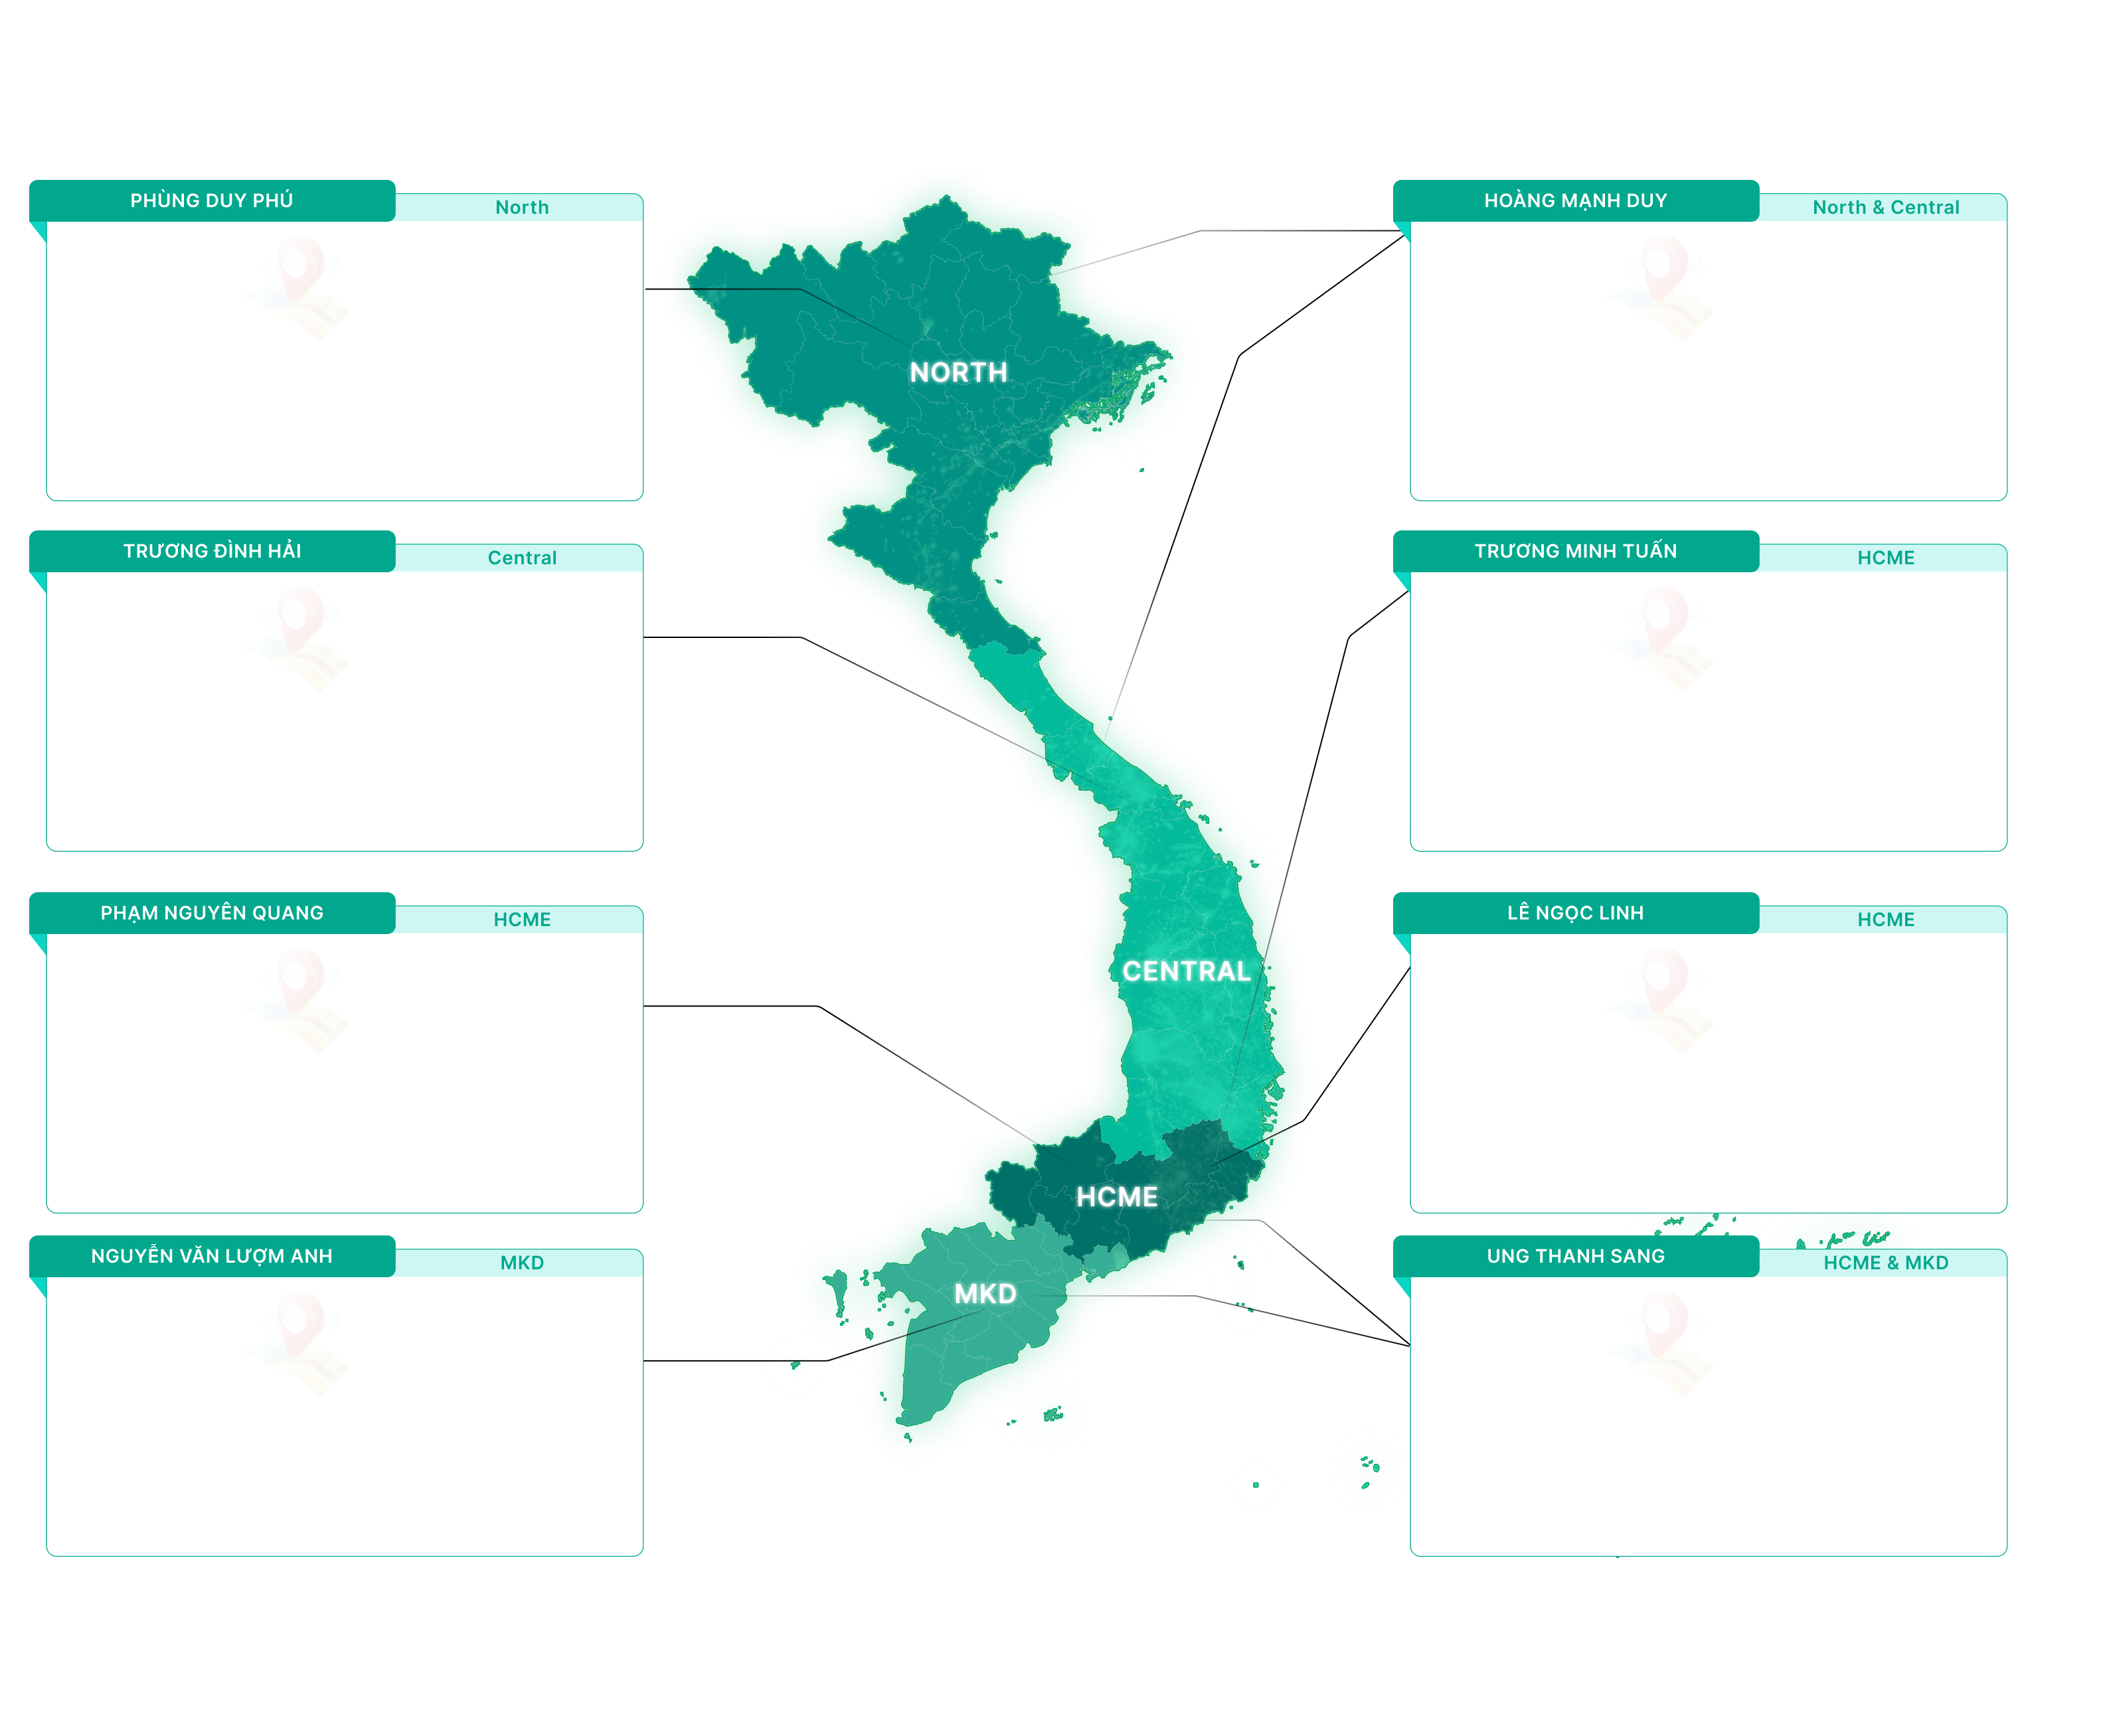 PHÙNG DUY PHÚ
North
HOÀNG MẠNH DUY
North & Central
NORTH
TRƯƠNG ĐÌNH HẢI
Central
TRƯƠNG MINH TUẤN
HCME
PHẠM NGUYÊN QUANG
HCME
LÊ NGỌC LINH
HCME
CENTRAL
HCME
NGUYỄN VĂN LƯỢM ANH
MKD
UNG THANH SANG
HCME & MKD
MKD